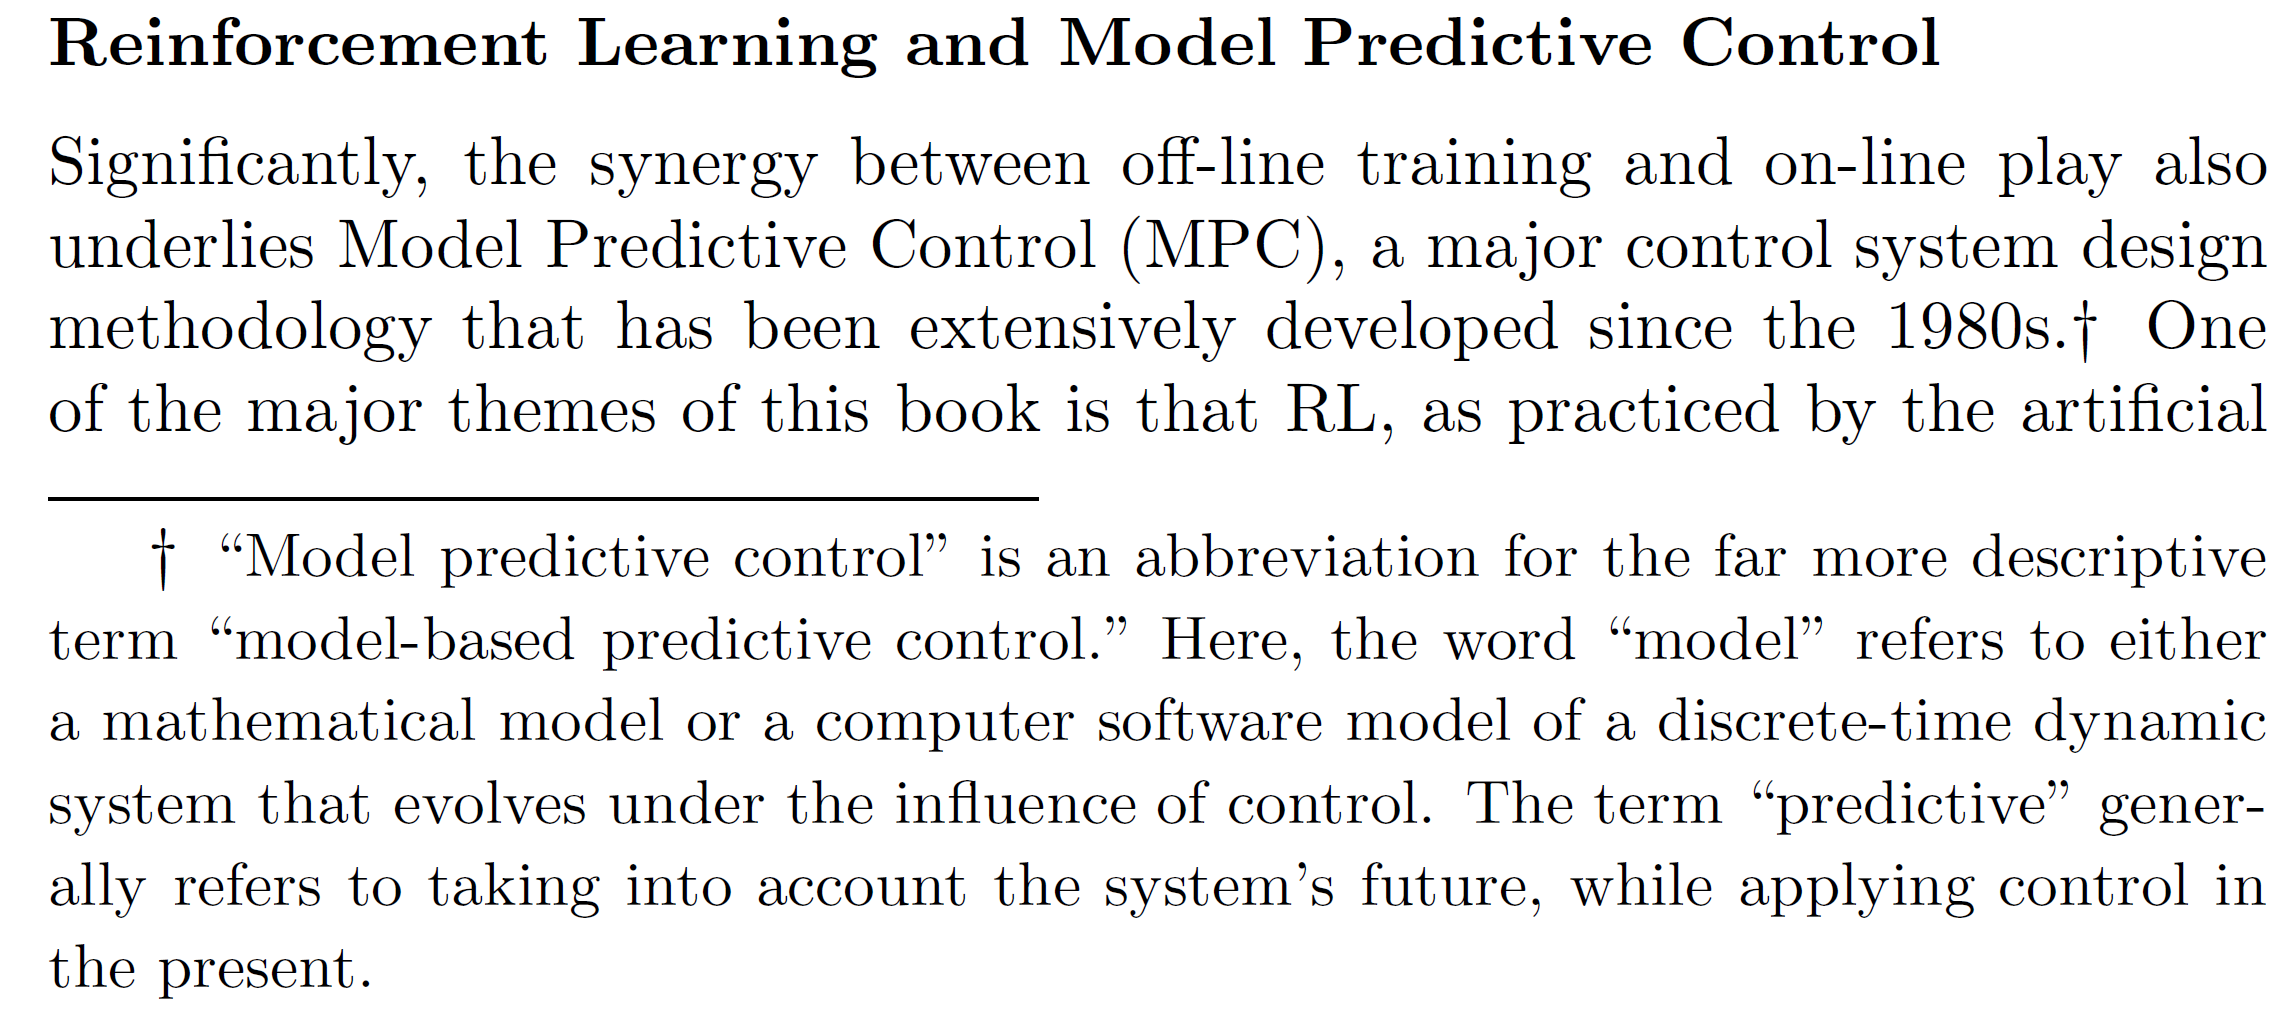 Reinforcement Learning and Model Predictive Control
Significantly, the synergy between off-line training and on-line play also
underlies Model Predictive Control (MPC), a major control system design
methodology that has been extensively developed since the 1980s.† One
of the major themes of this book is that RL, as practiced by the artificial
† “Model predictive control” is an abbreviation for the far more descriptive
term “model-based predictive control.” Here, the word “model” refers to either
a mathematical model or a computer software model of a discrete-time dynamic
system that evolves under the influence of control. The term “predictive” gener-
ally refers to taking into account the system’s future, while applying control in
the present.